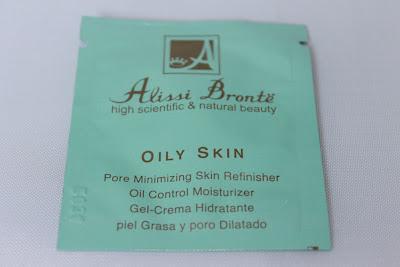 A
Alissi Brontë
high scientific & natural beauty
OILY SKIN
Pore Minimizing Skin Refinisher
Oil Control Moisturizer
Gel-Crema Hidratante
piel Grasa y poro Dilatado